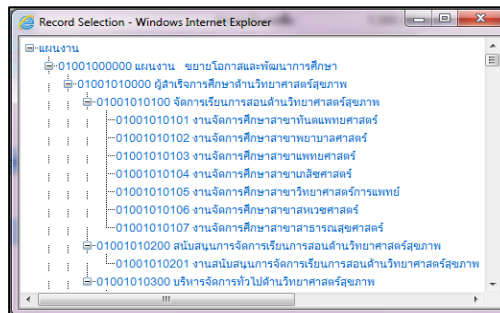 Record Selection - Windows Internet Explorer
แผนงาน
01001000000 แผนงาน ขยายโอกาสและพัฒนาการศึกษา
01001010000 ผู้สำเร็จการศึกษาด้านวิทยาศาสตร์สุขภาพ
01001010100 จัดการเรียนการสอนด้านวิทยาศาสตร์สุขภาพ
01001010101 งานจัดการศึกษาสาขาทันตแพทยศาสตร์
01001010102 งานจัดการศึกษาสาขาพยาบาลศาสตร์
01001010103 งานจัดการศึกษาสาขาแพทยศาสตร์
01001010104 งานจัดการศึกษาสาขาเภสัชศาสตร์
01001010105 งานจัดการศึกษาสาขาวิทยาศาสตร์การแพทย์
01001010106 งานจัดการศึกษาสาขาสหเวชศาสตร์
01001010107 งานจัดการศึกษาสาขาสาธารณสุขศาสตร์
01001010200 สนับสนุนการจัดการเรียนการสอนด้านวิทยาศาสตร์สุขภาพ
01001010201 งานสนับสนุนการจัดการเรียนการสอนด้านวิทยาศาสตร์สุขภาพ
01001010300 บริหารจัดการทั่วไปด้านวิทยาศาสตร์สุขภาพ